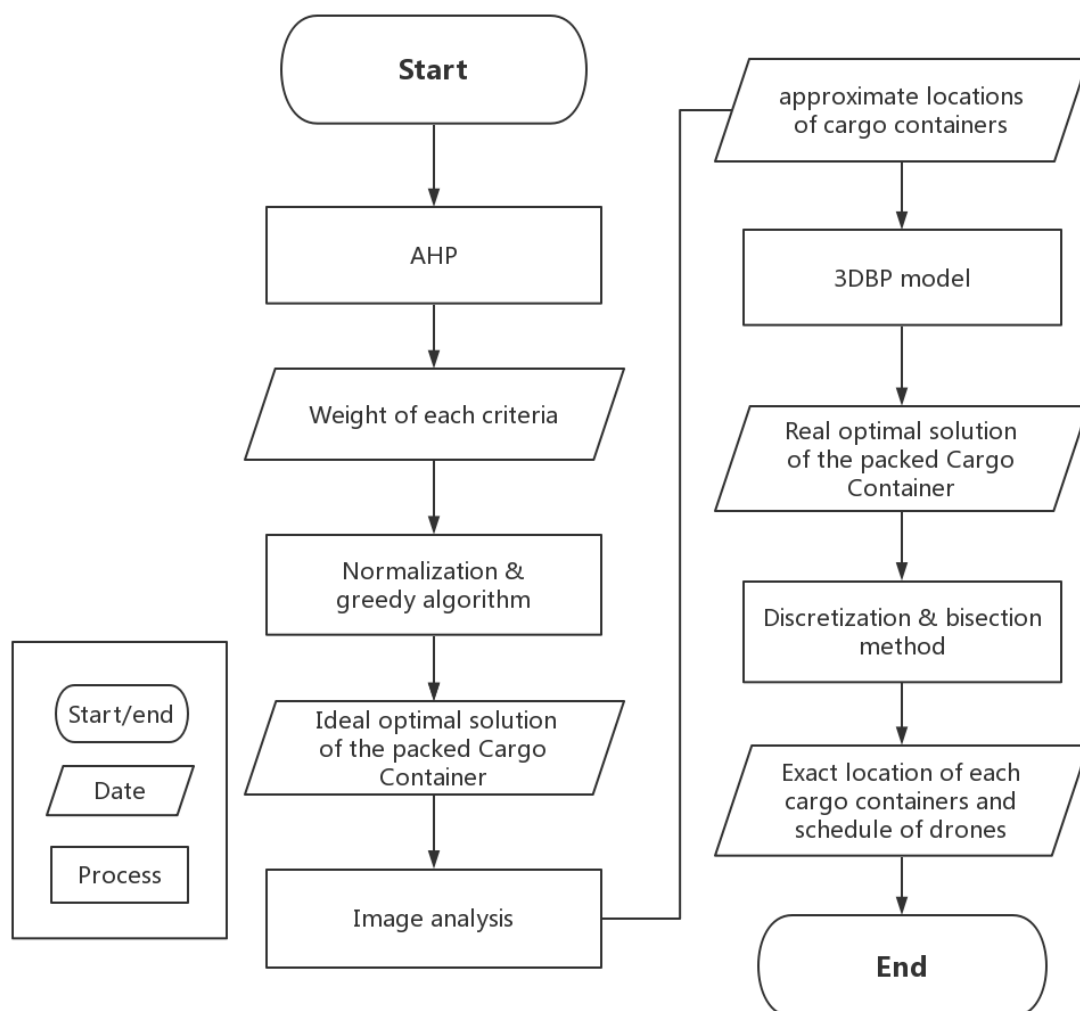 Start
AHP
Weight of each criteria
Normalization &
greedy algorithm
Ideal optimal solution
of the packed Cargo
Container
Image analysis
approximate locations
of cargo containers
3DBP model
Real optimal solution
of the packed Cargo
Container
Discretization & bisection
method
Exact location of each
cargo containers and
schedule of drones
End
Start/end
Date
Process